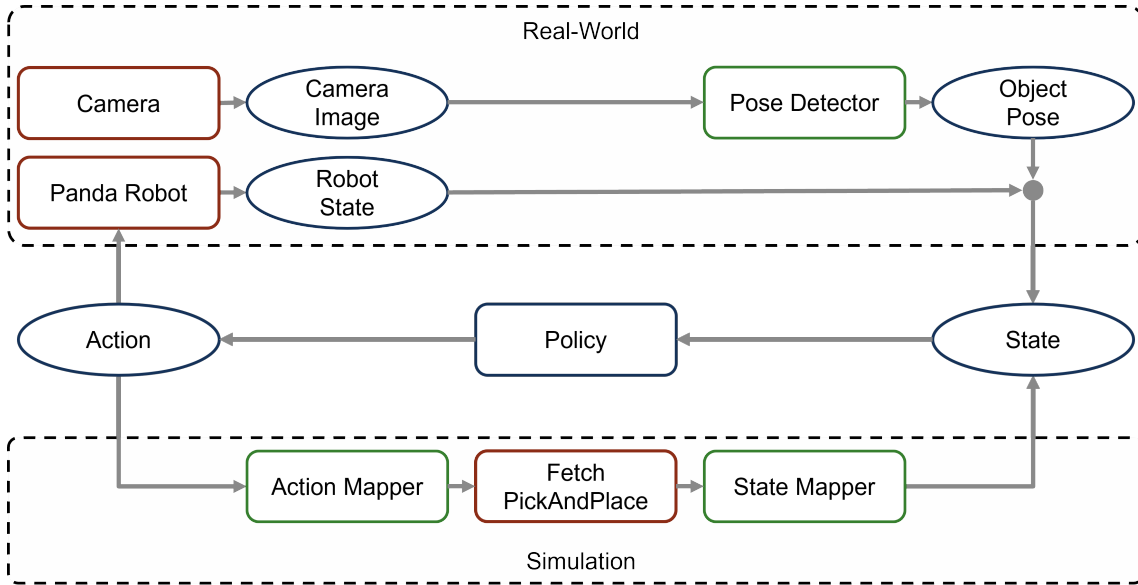 Real-World
Camera
Camera
Image
Pose Detector
Object
Pose
Panda Robot
Robot
State
Action
Policy
State
Action Mapper
Fetch
PickAndPlace
State Mapper
Simulation